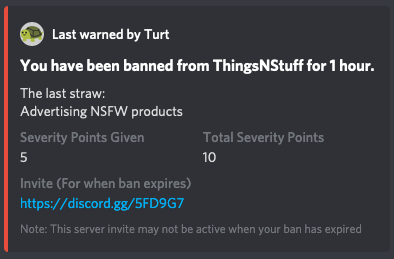 Last warned by Turt
You have been banned from ThingsNStuff for 1 hour.
The last straw:
Advertising NSFW products
Severity Points Given
Total Severity Points
5
10
Invite (For when ban expires)
https://discord.gg/5FD9G7
Note: This server invite may not be active when your ban has expired